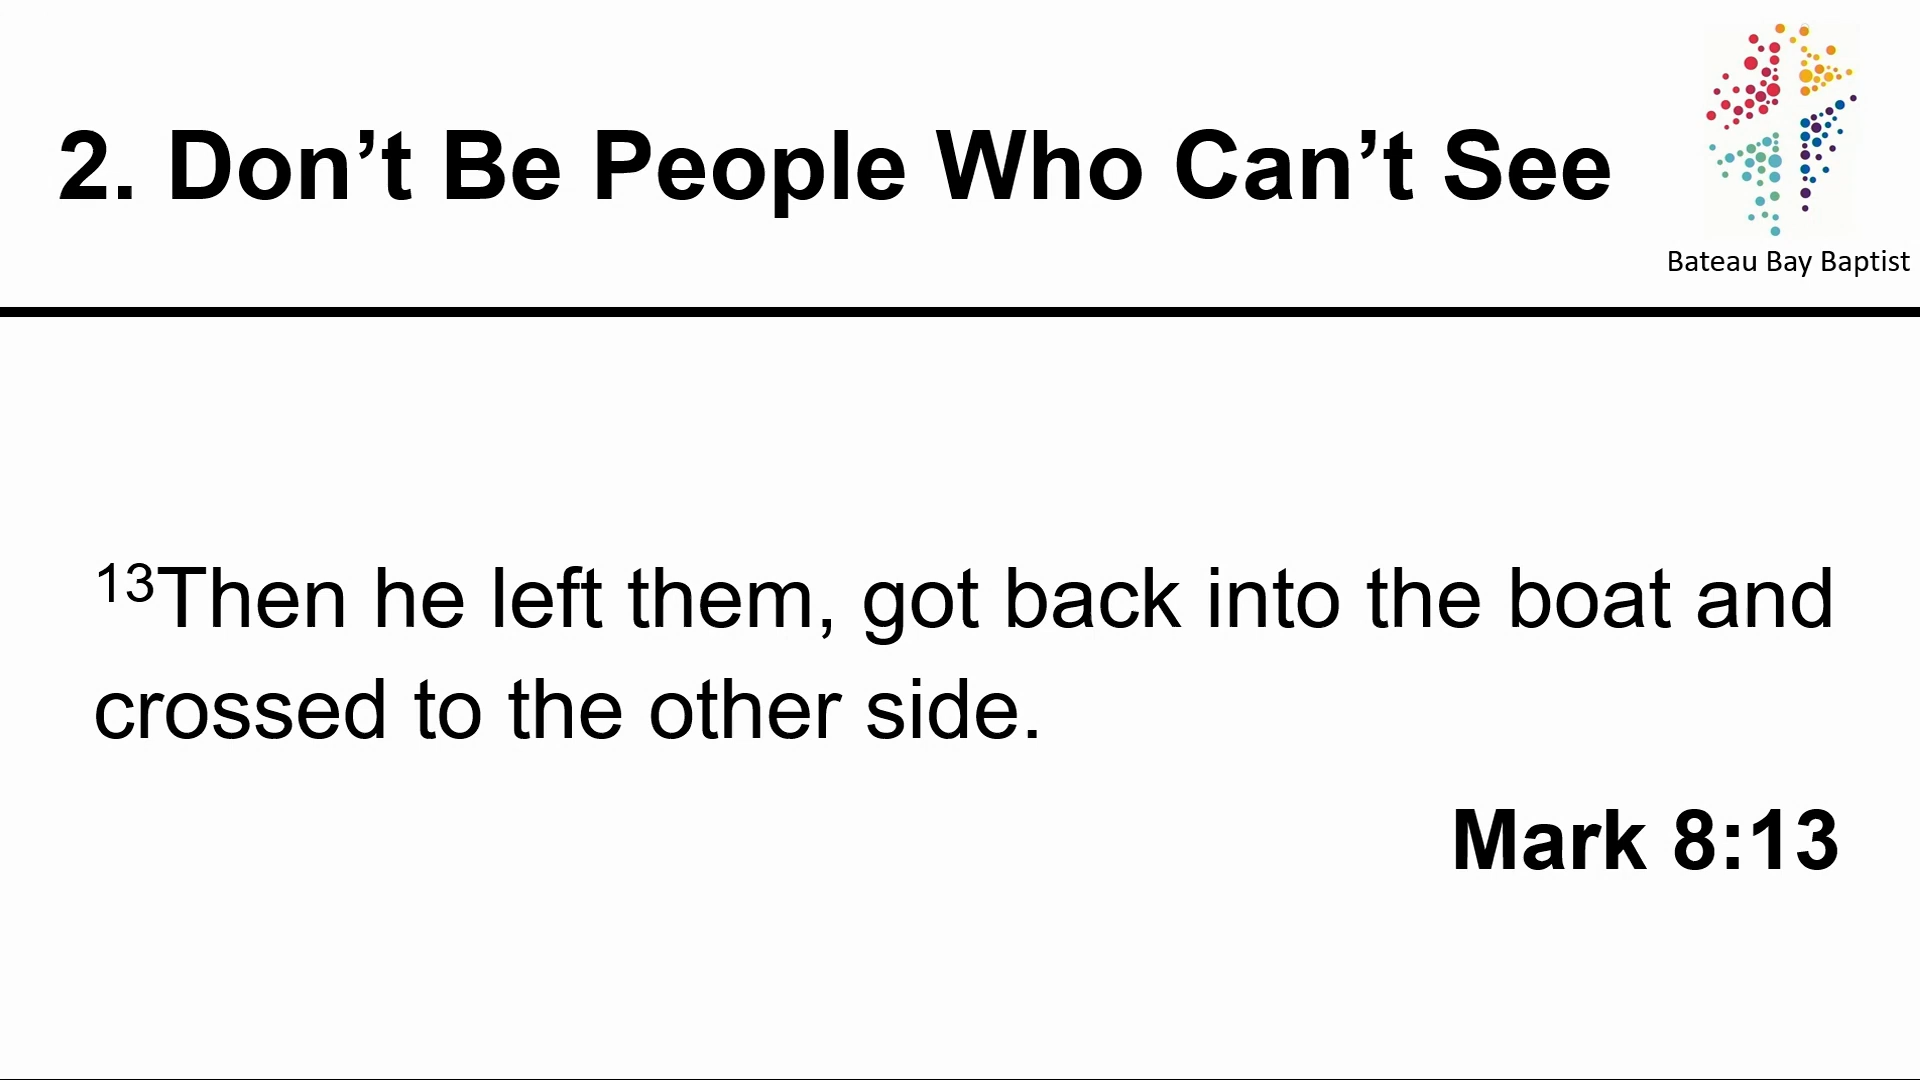 2. Don’t Be People Who Can’t See
Bateau Bay Baptist
13Then he left them, got back into the boat and
crossed to the other side.
Mark 8:13